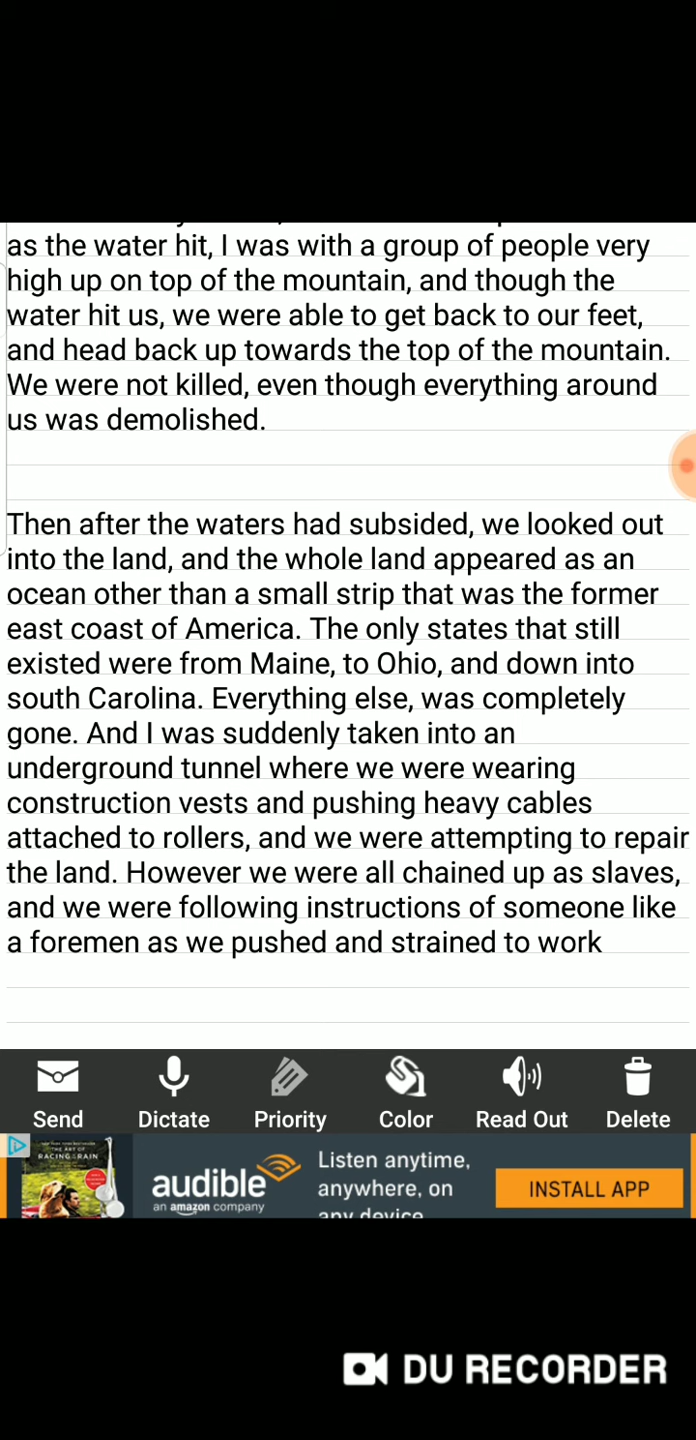 as the water hit, I was with a group of people very
high up on top of the mountain, and though the
water hit us, we were able to get back to our feet,
and head back up towards the top of the mountain.
We were not killed, even though everything around
us was demolished.
Then after the waters had subsided, we looked out
into the land, and the whole land appeared as an
ocean other than a small strip that was the former
east coast of America. The only states that still
existed were from Maine, to Ohio, and down into
south Carolina. Everything else, was completely
gone. And I was suddenly taken into an
underground tunnel where we were wearing
construction vests and pushing heavy cables
attached to rollers, and we were attempting to repair
the land. However we were all chained up as slaves,
and we were following instructions of someone like
a foremen as we pushed and strained to work
Send Dictate Priority Color Read Out Delete
THE ART OF
RACING IN THE RAIN
audible
an amazon company
Listen anytime,
anywhere, on
any device
INSTALL APP
DU RECORDER